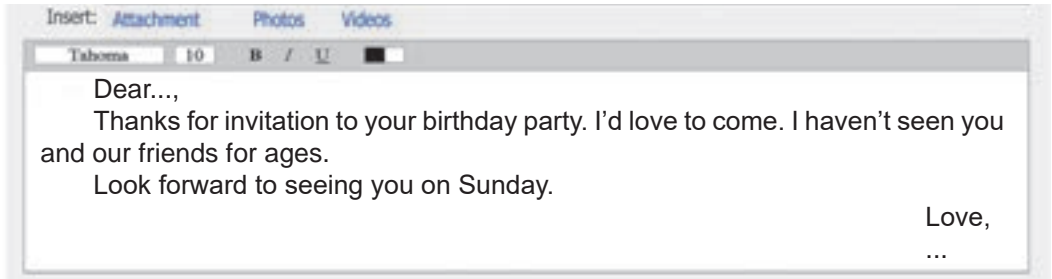 Insert: Attachment Photos Videos
Tahoma 10 B I U
Dear...,
Thanks for invitation to your birthday party. I'd love to come. I haven't seen you
and our friends for ages.
Look forward to seeing you on Sunday.
Love,
...